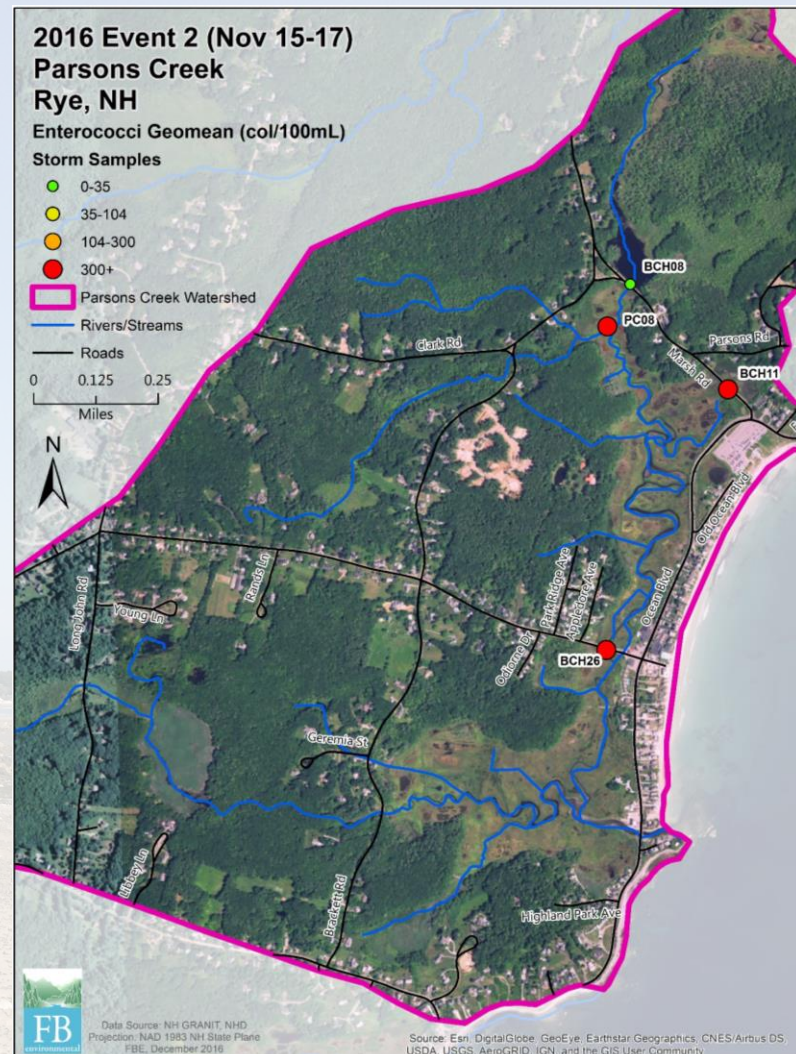 2016 Event 2 (Nov 15-17)
Parsons Creek
Rye, NH
Enterococci Geomean (col/100mL)
Storm Samples
0-35
35-104
104-300
300+
Parsons Creek Watershed
Rivers/Streams
Roads
0 0.125 0.25
Miles
N
BCH08
PC08
Clark Rd
Parsons Rd
Marsh Rd
BCH11
Old Ocean Blvd
Ocean Blvd
Park Ridge Ave
Appledore Ave
Odiorne Dr
BCH26
Long John Rd
Young Ln
Rands Ln
Geremia St
Libbey Ln
Brackett Rd
Highland Park Ave
FB
environmental
Data Source: NH GRANIT, NHD
Projection: NAD 1983 NH State Plane
FBE, December 2016
Source: Esri, DigitalGlobe, GeoEye, Earthstar Geographics, CNES/Airbus DS,
USDA, USGS, AeroGRID, IGN, and the GIS User Community